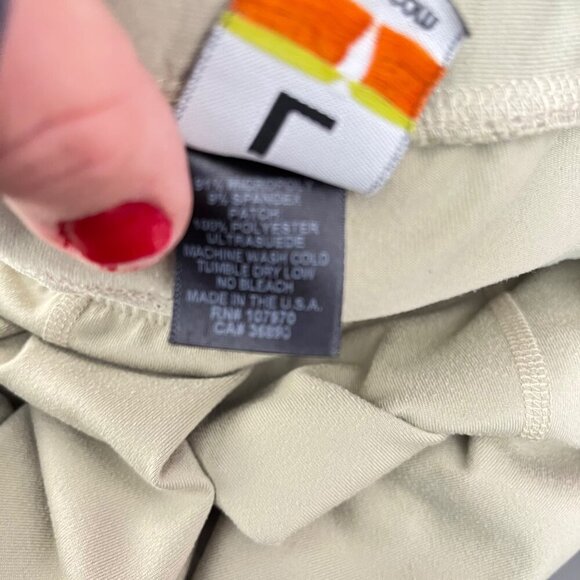 L
91% MICROPOLY
9% SPANDEX
PATCH
100% POLYESTER
ULTRASUEDE
MACHINE WASH COLD
TUMBLE DRY LOW
NO BLEACH
MADE IN THE U.S.A.
RN# 107870
CA# 36890